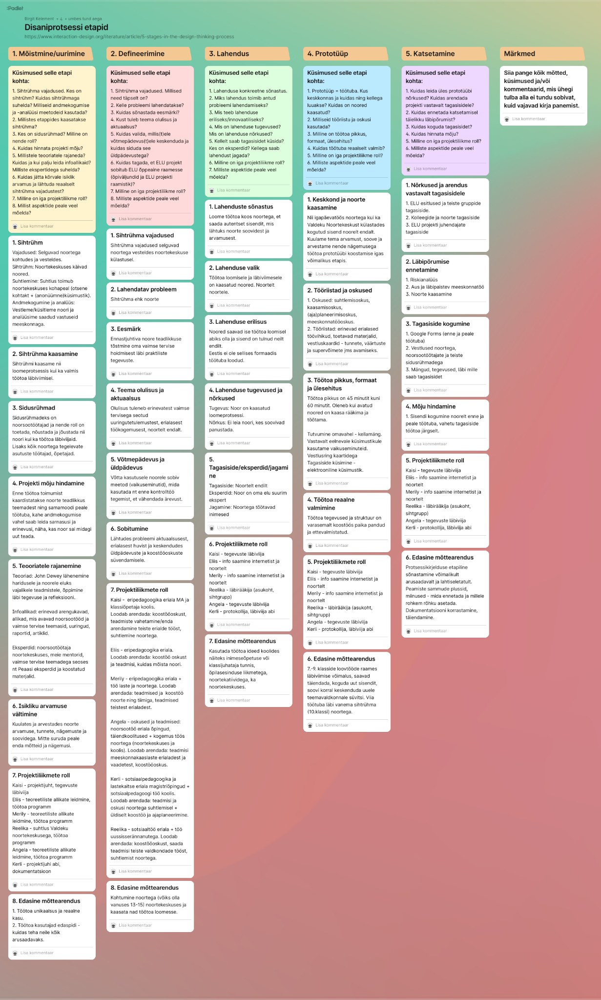 :Padlet
Birgit Kelement + 4 • umbes tund aega
Disaniprotsessi etapid
https://www.interaction-design.org/literature/article/5-stages-in-the-design-thinking-process
1. Mõistmine/uurimine
Küsimused selle etapi
kohta:
1. Sihtrühma vajadused. Kes on
sihtrühm? Kuidas sihtrühmaga
suhelda? Milliseid andmekogumise
ja -analüüsi meetodeid kasutada?
2. Millistes etappides kaasatakse
sihtrühma?
3. Kes on sidusrühmad? Milline on
nende roll?
4. Kuidas hinnata projekti mõju?
5. Millistele teooriatele rajaneda?
Kuidas ja kui palju leida infoallikaid?
Milliste ekspertidega suhelda?
6. Kuidas jätta kõrvale isiklik
arvamus ja lähtuda reaalselt
sihtrühma vajadustest?
7. Milline on iga projektiliikme roll?
8. Millist aspektide peale veel
mõelda?
Lisa kommentaar
1. Sihtrühm
Vajadused: Selguvad noortega
kohtudes ja vesteldes.
Sihtrühm: Noortekeskuses käivad
noored.
Suhtlemine: Suhtlus toimub
noortekeskuses kohapeal (otsene
kohtakt + (anonüümne)küsimustik).
Andmekogumine ja analüüs:
Vestleme/küsitleme noori ja
analüüsime saadud vastuseid
meeskonnaga.
Lisa kommentaar
2. Sihtrühma kaasamine
Sihtrühmi kaasame nii
loomeprotsessis kui ka valmis
töötoa läbiviimisel.
Lisa kommentaar
3. Sidusrühmad
Sidusrühmadeks on
noorsootöötajad ja nende roll on
toetada, nõustada ja jõustada nii
noori kui ka töötoa läbiviijaid.
Lisaks kõik noortega tegelevate
asutuste töötajad, õpetajad.
Lisa kommentaar
4. Projekti mõju hindamine
Enne töötoa toimumist
kaardistatakse noorte teadlikkus
teemadest ning samamoodi peale
töötuba, kahe andmekogumise
vahel saab leida sarnasusi ja
erinevusi, näha, kas noor sai midagi
uut teada.
Lisa kommentaar
5. Teooriatele rajanemine
Teooriad: John Dewey lähenemine
haridusele ja noorele eluks
vajalikele teadmistele, õppimine
läbi tegevuse ja refleksiooni.
Infoallikad: erinevad arengukavad,
allikad, mis avavad noorsootööd ja
vaimse tervise teemasid, uuringud,
raportid, artiklid.
Eksperdid: noorsootöötaja
noortekeskuses, meie mentorid,
vaimse tervise teemadega seoses
nt Peaasi eksperdid ja koostatud
materjalid.
Lisa kommentaar
6. Isikliku arvamuse
vältimine
Kuulates ja arvestades noorte
arvamuse, tunnete, nägemuste ja
soovidega. Mitte suruda peale
enda mõtteid ja nägemusi.
Lisa kommentaar
7. Projektiliikmete roll
Kaisi - projektijuht, tegevuste
läbiviija
Eliis - teoreetiliste allikate leidmine,
töötoa programm
Merily - teoreetiliste allikate
leidmine, töötoa programm
Reelika - suhtlus Valdeku
noortekeskusega, töötoa
programm
Angela - teoreetiliste allikate
leidmine, töötoa programm
Kerli - projektijuhi abi,
dokumentatsioon
Lisa kommentaar
8. Edasine mõttearendus
1. Töötoa unikaalsus ja reaalne
kasu.
2. Töötoa kasutajad edaspidi -
kuidas teha neile kõik
arusaadavaks.
Lisa kommentaar
2. Defineerimine
Küsimused selle etapi
kohta:
1. Sihtrühma vajadused. Millised
need täpselt on?
2. Kelle probleemi lahendatakse?
3. Kuidas sõnastada eesmärki?
4. Kust tuleb teema olulisus ja
aktuaalsus?
5. Kuidas valida, millis(t)ele
võtmepädevus(t)ele keskenduda ja
kuidas siduda see
üldpädevustega?
6. Kuidas tagada, et ELU projekt
sobitub ELU õppeaine raamesse
(õpiväljundid ja ELU projekti
raamistik)?
7. Milline on iga projektiliikme roll?
8. Milliste aspektide peale veel
mõelda?
Lisa kommentaar
1. Sihtrühma vajadused
Sihtrühma vajadused selguvad
noortega vesteldes noortekeskuse
külastusel.
Lisa kommentaar
2. Lahendatav probleem
Sihtrühma ehk noorte
Lisa kommentaar
3. Eesmärk
Ennastjuhtiva noore teadlikkuse
tõstmine oma vaimse tervise
hoidmisest läbi praktiliste
tegevuste.
Lisa kommentaar
4. Teema olulisus ja
aktuaalsus
Olulisus tuleneb erinevatest vaimse
tervisega seotud
uuringutetulemustest, erialasest
töökogemusest, noortelt endalt.
Lisa kommentaar
5. Võtmepädevus ja
üldpädevus
Võtta kasutusele noorele sobiv
meetod (vaikuseminutid), mida
kasutada nt enne kontrolltöö
tegemist, et vähendada ärevust.
Lisa kommentaar
6. Sobitumine
Lähtudes probleemi aktuaalsusest,
erialasest huvist ja keskendudes
üldpädevuste ja koostööoskuste
süvendamisele.
Lisa kommentaar
7. Projektiliikmete roll
Kaisi -  eripedagoogika eriala MA ja
klassiõpetaja koolis.
Loodab arendada: koostööoskust,
teadmiste vahetamine/enda
arendamine teiste erialde tööst,
suhtlemine noortega.
Eliis - eripedagoogika eriala.
Loodab arendada: koostöö oskust
ja teadmisi, kuidas mõista noori.
Merily - eripedagoogika eriala +
töö laste ja noortega. Loodab
arendada: teadmised ja  koostöö
noorte ning tiimiga, teadmised
teistest erialadest.
Angela - oskused ja teadmised:
noorsootöö eriala õpingud,
täiendkoolitused + kogemus töös
noortega (noortekeskuses ja
koolis). Loodab arendada: teadmisi
meeskonnakaaslaste erialadest ja
vaadetest, koostööoskus.
Kerli - sotsiaalpedagoogika ja
lastekaitse eriala magistriõpingud +
sotsiaalpedagoogi töö koolis.
Loodab arendada: teadmisi ja
oskusi noortega suhtlemisel +
üldiselt koostöö ja ajaplaneerimine.
Reelika - sotsiaaltöö eriala + töö
uussisserännanutega. Loodab
arendada: koostööoskust, saada
teadmisi teiste valdkondade tööst,
suhtlemist noortega.
Lisa kommentaar
8. Edasine mõttearendus
Kohtumine noortega (võiks olla
vanuses 13-15) noortekeskuses ja
kaasata nad töötoa loomesse.
Lisa kommentaar
3. Lahendus
Küsimused selle etapi
kohta:
1. Lahenduse konkreetne sõnastus.
2. Miks lahendus toimib antud
probleemi lahendamiseks?
3. Mis teeb lahenduse
eriliseks/innovaatiliseks?
4. Mis on lahenduse tugevused?
Mis on lahenduse nõrkused?
5. Kellelt saab tagasisidet küsida?
Kes on eksperdid? Kellega saab
lahendust jagada?
6. Milline on iga projektiliikme roll?
7. Milliste aspektide peale veel
mõelda?
Lisa kommentaar
1. Lahenduste sõnastus
Loome töötoa koos noortega, et
saada autentset sisendit, mis
lähtuks noorte soovidest ja
arvamusest.
Lisa kommentaar
2. Lahenduse valik
Töötoa loomisele ja läbiviimesele
on kaasatud noored. Noortelt
noortele.
Lisa kommentaar
3. Lahenduse erilisus
Noored saavad ise töötoa loomisel
abiks olla ja sisend on tulnud neilt
endilt.
Eestis ei ole sellises formaadis
töötuba loodud.
Lisa kommentaar
4. Lahenduse tugevused ja
nõrkused
Tugevus: Noor on kaasatud
loomeprotsessi.
Nõrkus: Ei leia noori, kes soovivad
panustada.
Lisa kommentaar
5.
Tagasiside/eksperdid/jagami
ne
Tagasiside: Noortelt endilt
Eksperdid: Noor on oma elu suurim
ekspert
Jagamine: Noortega töötavad
inimesed
Lisa kommentaar
6. Projektiliikmete roll
Kaisi - tegevuste läbiviija
Eliis - info saamine internetist ja
noortelt
Merily - info saamine internetist ja
noortelt
Reelika - läbirääkija (asukoht,
sihtgrupp)
Angela - tegevuste läbiviija
Kerli - protokollija, läbiviija abi
Lisa kommentaar
7. Edasine mõttearendus
Kasutada töötoa ideed koolides
näiteks inimeseõpetuse või
klassijuhataja tunnis,
õpilasesinduse liikmetega,
noortekatiividega, ka
noortekeskuses.
Lisa kommentaar
4. Prototüüp
Küsimused selle etapi
kohta:
1. Prototüüp = töötuba. Kus
keskkonnas ja kuidas ning kellega
luuakse? Kuidas on noored
kaasatud?
2. Milliseid tööriistu ja oskusi
kasutada?
3. Milline on töötoa pikkus,
formaat, ülesehitus?
4. Kuidas töötuba reaalselt valmib?
5. Milline on iga projektiliikme roll?
6. Milliste aspektide peale veel
mõelda?
Lisa kommentaar
1. Keskkond ja noorte
kaasamine
Nii igapäevatöös noortega kui ka
Valdeku Noortekeskust külastades
kogutud sisend noorelt endalt.
Kuulame tema arvamust, soove ja
arvestame nende nägemusega
töötoa prototüübi koostamise igas
võimalikus etapis.
Lisa kommentaar
2. Tööriistad ja oskused
1. Oskused: suhtlemisoskus,
kaasamisoskus,
(aja)planeerimisoskus,
meeskonnatööoskus.
2. Tööriistad: erinevad erialased
töövihikud, toetavad materjalid,
vestluskaardid - tunnete, väärtuste
ja supervõimete jms avamiseks.
Lisa kommentaar
3. Töötoa pikkus, formaat
ja ülesehitus
Töötoa pikkus on 45 minutit kuni
60 minutit. Oleneb kui avatud
noored on kaasa rääkima ja
töötama.
Tutvumine omavahel - kellamäng.
Vastavalt eelnevale küsimustikule
kasutame vaikuseminuteid.
Vestlusring kaartidega
Tagasiside küsimine -
elektrooniline küsimustik.
Lisa kommentaar
4. Töötoa reaalne
valmimine
Töötoa tegevused ja struktuur on
varasemalt koostöös paika pandud
ja ettevalmistatud.
Lisa kommentaar
5. Projektiliikmete roll
Kaisi - tegevuste läbiviija
Eliis - info saamine internetist ja
noortelt
Merily - info saamine internetist ja
noortelt
Reelika - läbirääkija (asukoht,
sihtgrupp)
Angela - tegevuste läbiviija
Kerli - protokollija, läbiviija abi
Lisa kommentaar
6. Edasine mõttearendus
7.-9. klasside loovtööde raames
läbiviimise võimalus, saavad
täiendada, koguda uut sisendit,
soovi korral keskenduda uuele
teemavaldkonnale süvitsi. Viia
töötuba läbi vanema sihtrühma
(10.klassi) noortega.
Lisa kommentaar
5. Katsetamine
Küsimused selle etapi
kohta:
1. Kuidas leida üles prototüübi
nõrkused? Kuidas arendada
projekti vastavalt tagasisidele?
2. Kuidas ennetada katsetamisel
täielikku läbipõrumist?
3. Kuidas koguda tagasisidet?
4. Kuidas hinnata mõju?
5. Milline on iga projektiliikme roll?
6. Milliste aspektide peale veel
mõelda?
Lisa kommentaar
1. Nõrkused ja arendus
vastavalt tagasisidele
1. ELU esitlused ja teiste gruppide
tagasiside.
2. Kolleegide ja noorte tagasiside
3. ELU projekti juhendajate
tagasiside
Lisa kommentaar
2. Läbipõrumise
ennetamine
1. Riskianalüüs
2. Aus ja läbipaistev meeskonnatöö
3. Noorte kaasamine
Lisa kommentaar
3. Tagasiside kogumine
1. Google Forms (enne ja peale
töötuba)
2. Vestlused noortega,
noorsootöötajate ja teiste
sidusrühmadega
3. Mängud, tegevused, läbi mille
saab tagasisidet
Lisa kommentaar
4. Mõju hindamine
1. Sisendi kogumine noorelt enne ja
peale töötuba, vahetu tagasiside
töötoa järgselt.
Lisa kommentaar
5. Projektiliikmete roll
Kaisi - tegevuste läbiviija
Eliis - info saamine internetist ja
noortelt
Merily - info saamine internetist ja
noortelt
Reelika - läbirääkija (asukoht,
sihtgrupp)
Angela - tegevuste läbiviija
Kerli - protokollija, läbiviija abi
Lisa kommentaar
6. Edasine mõttearendus
Protsessikirjelduse etapiline
sõnastamine võimalikult
arusaadavalt ja lahtiseletatult.
Peamiste sammude plussid,
miinused - mida ennetada ja millele
rohkem rõhku asetada.
Dokumentatsiooni korrastamine,
täiendamine.
Lisa kommentaar
Märkmed
Siia pange kõik mõtted,
küsimused ja/või
kommentaarid, mis ühegi
tulba alla ei tundu sobivat,
kuid vajavad kirja panemist.
Lisa kommentaar